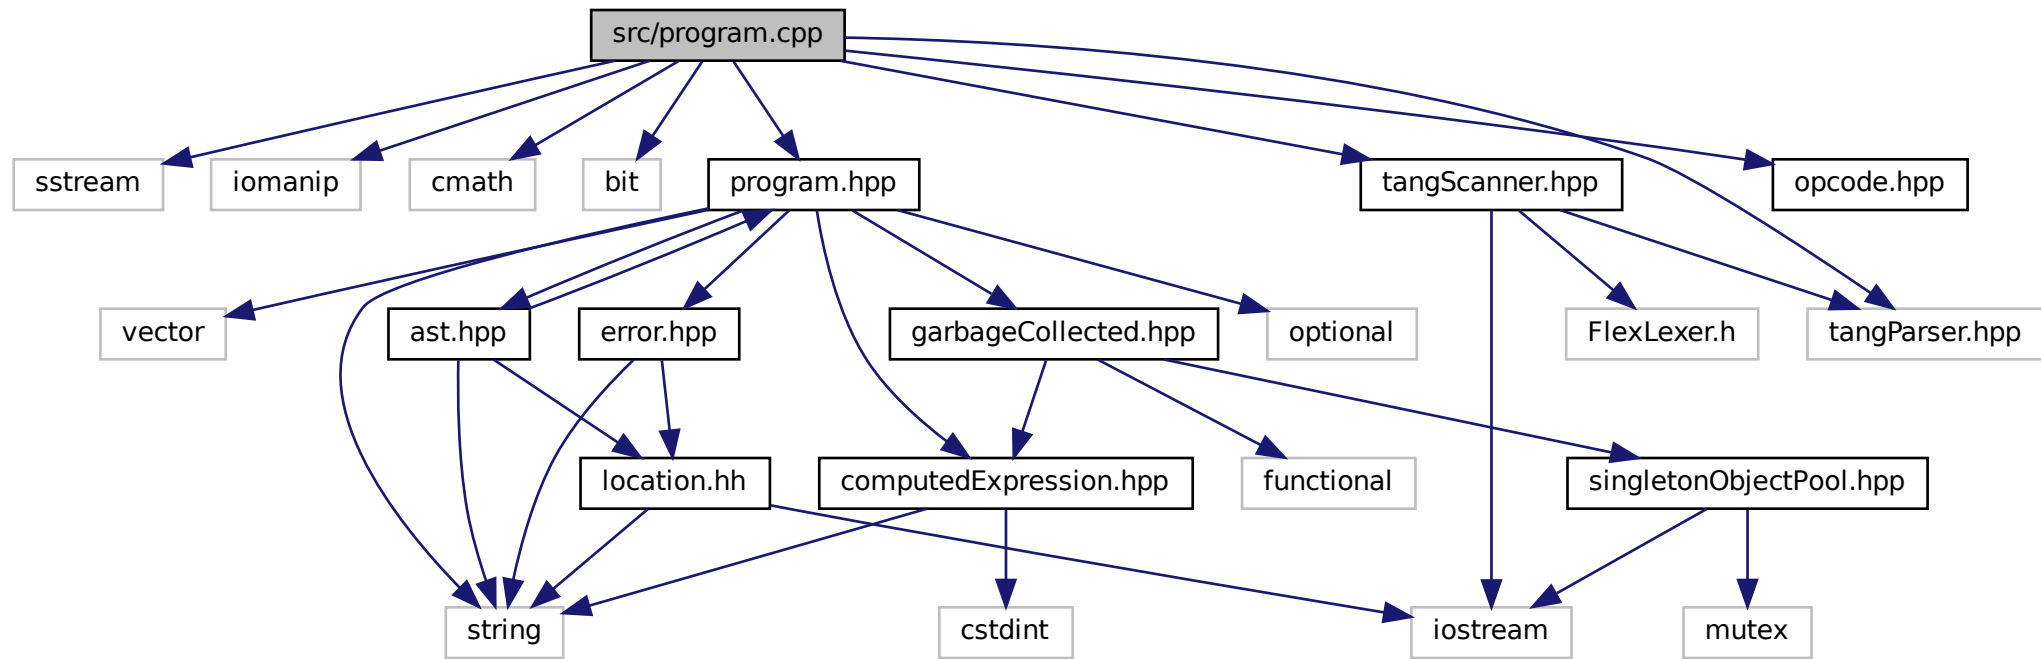 src/program.cpp
sstream
iomanip
cmath
bit
program.hpp
tangScanner.hpp
opcode.hpp
vector
ast.hpp
error.hpp
garbageCollected.hpp
optional
FlexLexer.h
tangParser.hpp
location.hh
computedExpression.hpp
functional
singletonObjectPool.hpp
string
cstdint
iostream
mutex